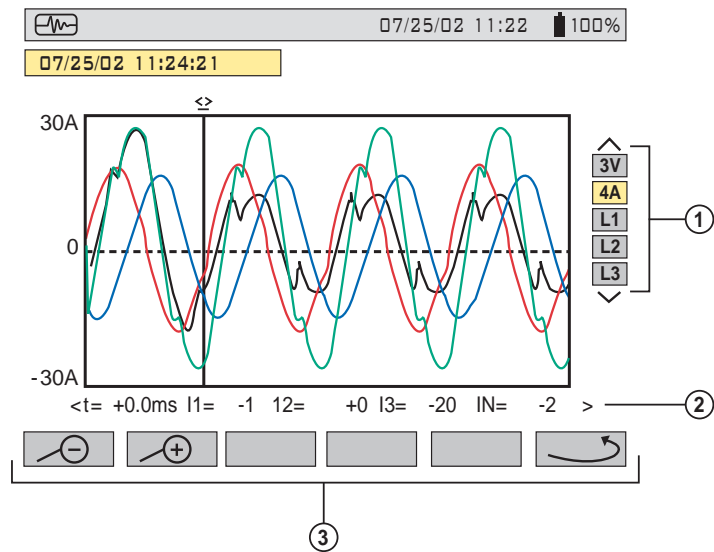 07/25/02 11:22 100%
07/25/02 11:24:21
<>
30A
0
-30A
3V
4A
L1
L2
L3
1
<t= +0.0ms I1= -1 12= +0 I3= -20 IN= -2 >
2
3